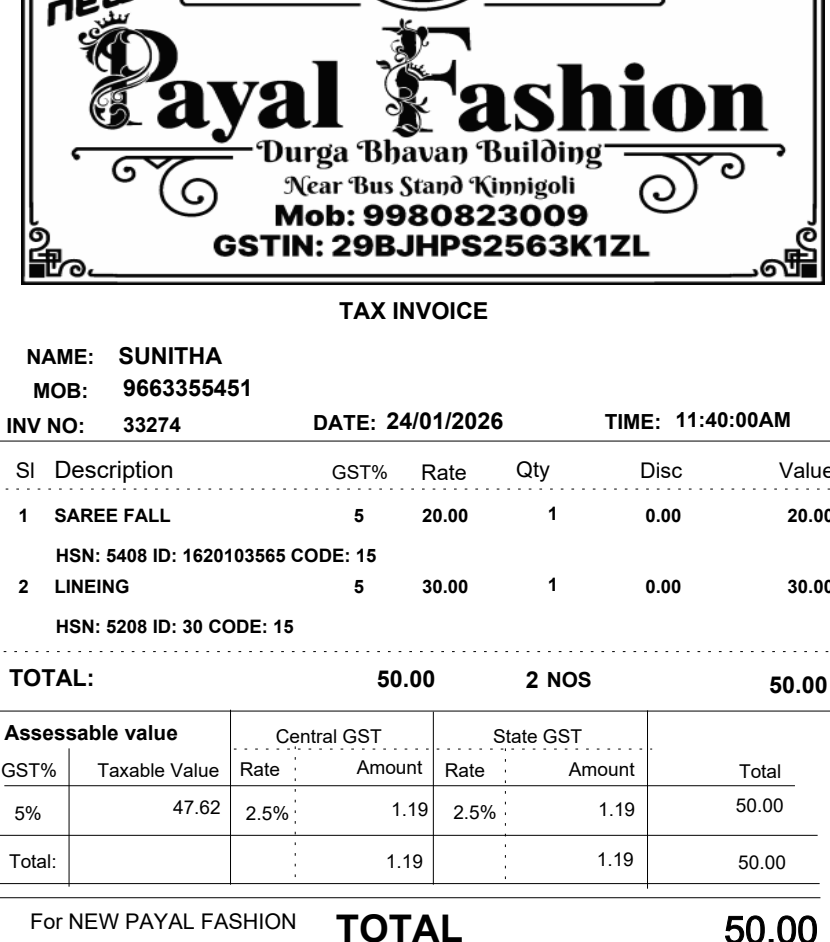 new
Payal Fashion
Durga Bhavan Building
Near Bus Stand Kinnigoli
Mob: 9980823009
GSTIN: 29BJHPS2563K1ZL
TAX INVOICE
NAME: SUNITHA
MOB: 9663355451
INV NO: 33274 DATE: 24/01/2026 TIME: 11:40:00AM
Sl Description GST% Rate Qty Disc Value
1 SAREE FALL 5 20.00 1 0.00 20.00
HSN: 5408 ID: 1620103565 CODE: 15
2 LINEING 5 30.00 1 0.00 30.00
HSN: 5208 ID: 30 CODE: 15
TOTAL: 50.00 2 NOS 50.00
Assessable value Central GST State GST
GST% Taxable Value Rate Amount Rate Amount Total
5% 47.62 2.5% 1.19 2.5% 1.19 50.00
Total: 1.19 1.19 50.00
For NEW PAYAL FASHION TOTAL 50.00